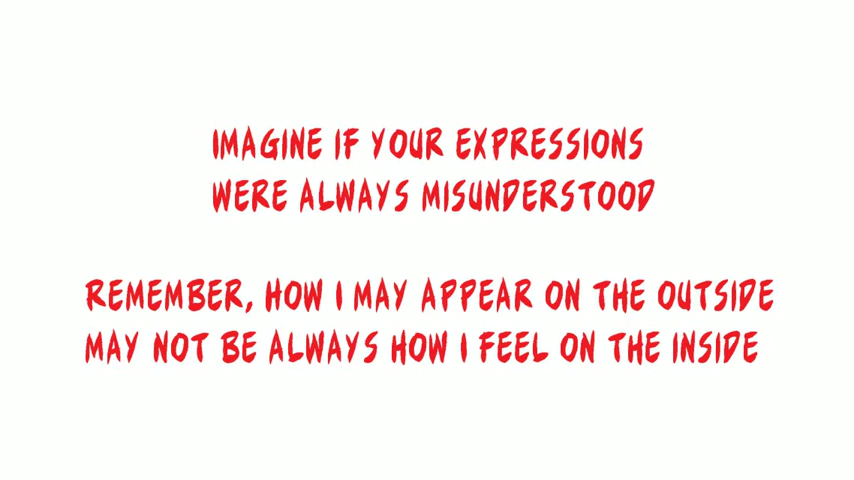 IMAGINE IF YOUR EXPRESSIONS
WERE ALWAYS MISUNDERSTOOD
REMEMBER, HOW I MAY APPEAR ON THE OUTSIDE
MAY NOT BE ALWAYS HOW I FEEL ON THE INSIDE